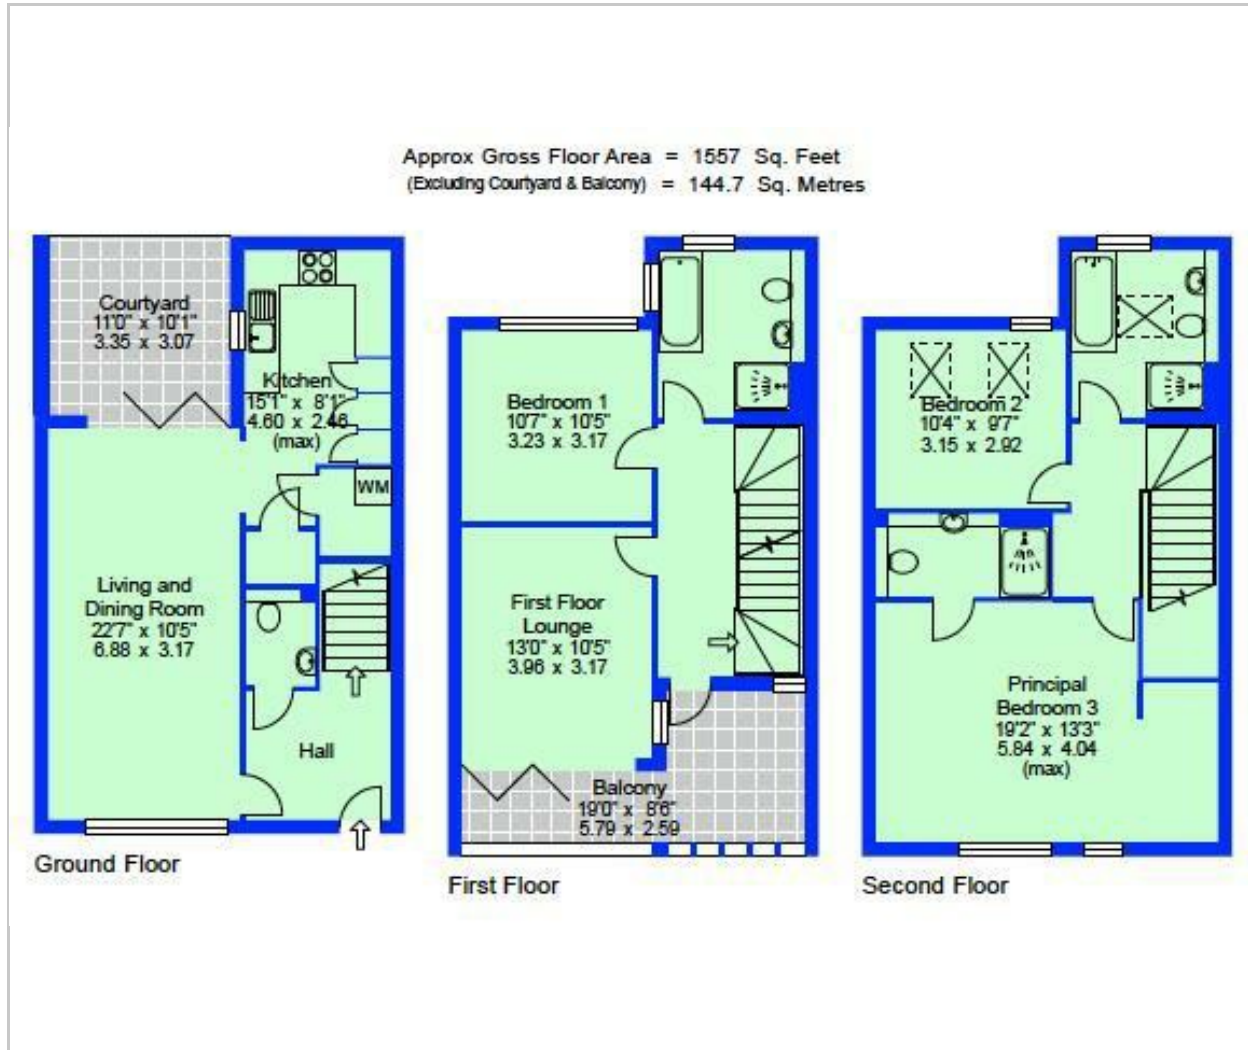 Approx Gross Floor Area = 1557 Sq. Feet
(Excluding Courtyard & Balcony) = 144.7 Sq. Metres
Courtyard
11'0" x 10'1"
3.35 x 3.07
Kitchen
15'1" x 8'1"
4.60 x 2.46
(max)
WM
Living and
Dining Room
22'7" x 10'5"
6.88 x 3.17
Hall
Ground Floor
Bedroom 1
10'7" x 10'5"
3.23 x 3.17
First Floor
Lounge
13'0" x 10'5"
3.96 x 3.17
Balcony
19'0" x 8'6"
5.79 x 2.59
First Floor
Bedroom 2
10'4" x 9'7"
3.15 x 2.92
Principal
Bedroom 3
19'2" x 13'3"
5.84 x 4.04
(max)
Second Floor